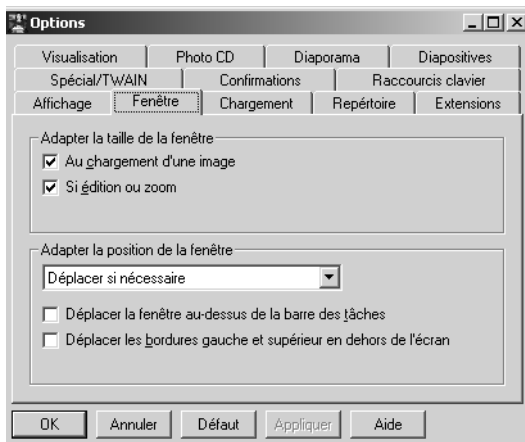 Options
Visualisation Photo CD Diaporama Diapositives
Spécial/TWAIN Confirmations Raccourcis clavier
Affichage Fenêtre Chargement Repértoire Extensions
Adapter la taille de la fenêtre
Au chargement d'une image
Si édition ou zoom
Adapter la position de la fenêtre
Déplacer si nécessaire
Déplacer la fenêtre au-dessus de la barre des tâches
Déplacer les bordures gauche et supérieur en dehors de l'écran
OK Annuler Défaut Appliquer Aide